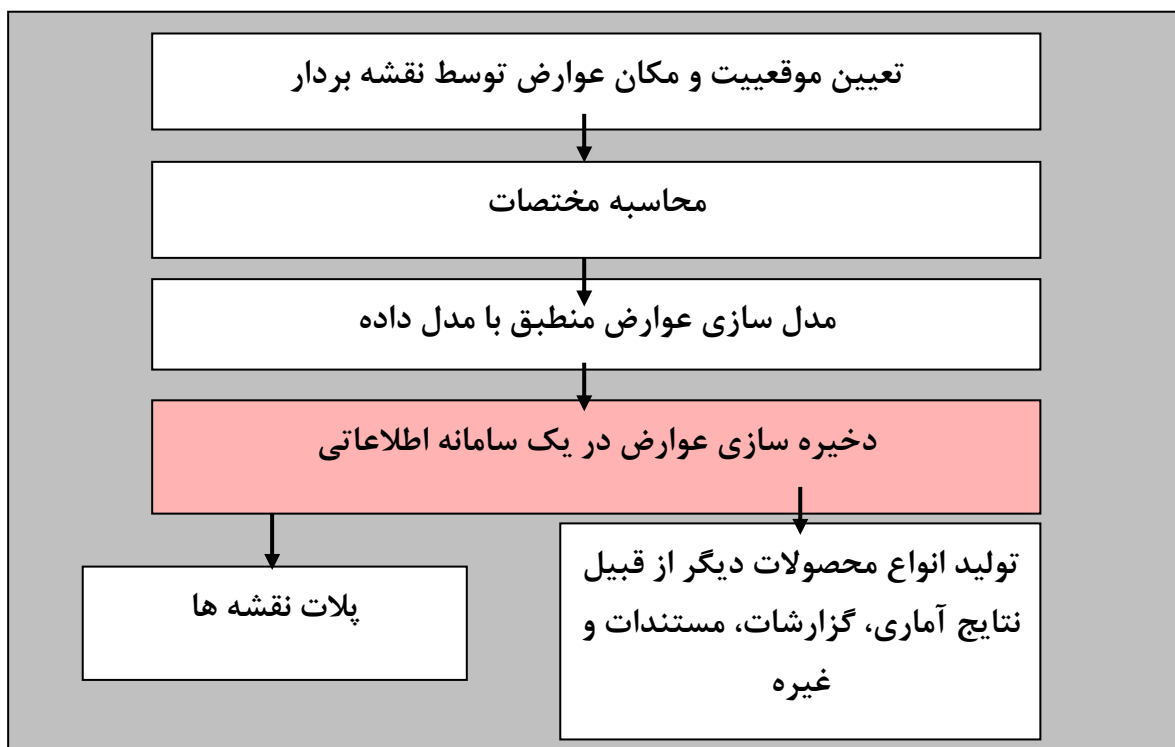 تعیین موقعییت و مکان عوارض توسط نقشه بردار
محاسبه مختصات
مدل سازی عوارض منطبق با مدل داده
دخیره سازی عوارض در یک سامانه اطلاعاتی
تولید انواع محصولات دیگر از قبیل
نتایج آماری، گزارشات، مستندات و
غیره
پلات نقشه ها